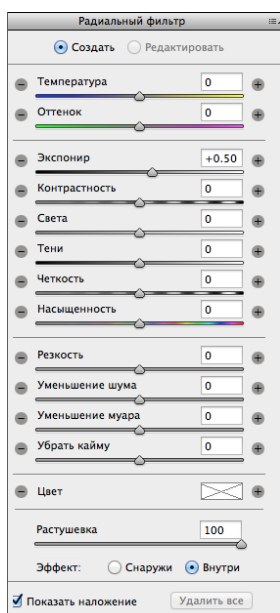 Радиальный фильтр
Создать Редактировать
Температура 0
Оттенок 0
Экспонир +0.50
Контрастность 0
Света 0
Тени 0
Четкость 0
Насыщенность 0
Резкость 0
Уменьшение шума 0
Уменьшение муара 0
Убрать кайму 0
Цвет
Растушевка 100
Эффект: Снаружи Внутри
Показать наложение Удалить все